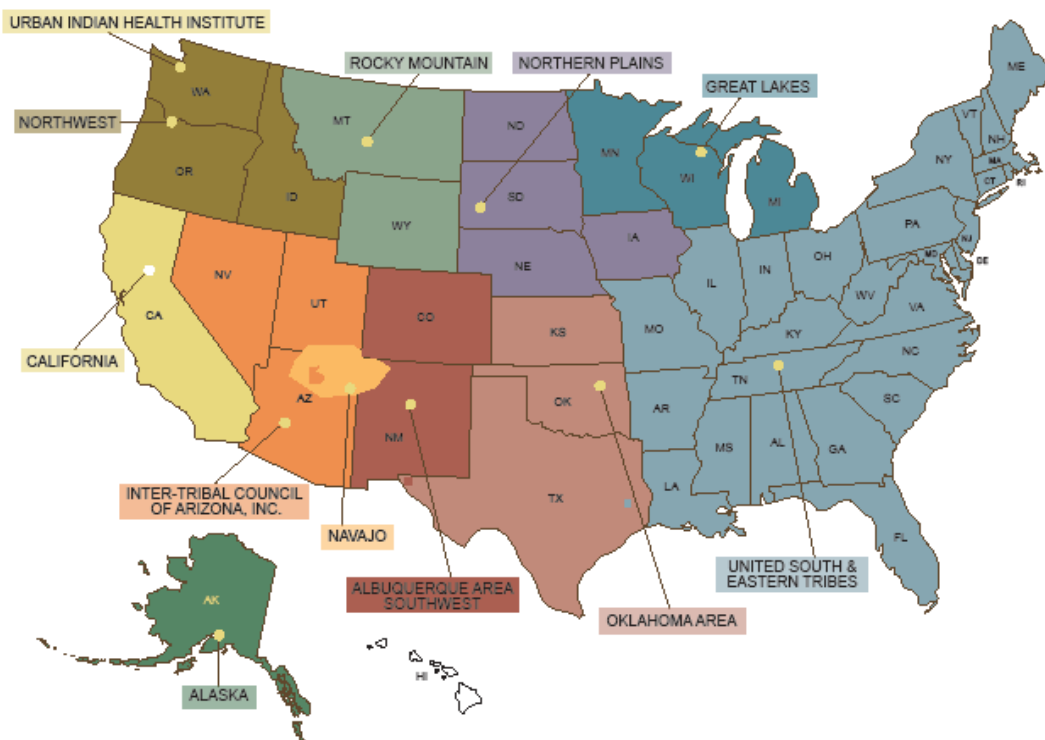 URBAN INDIAN HEALTH INSTITUTE
ROCKY MOUNTAIN
NORTHERN PLAINS
GREAT LAKES
ME
WA
MT
ND
MN
VT
NH
NORTHWEST
OR
ID
WY
SD
WI
MI
NY
MA
CT
RI
PA
NJ
IA
NE
NV
UT
CO
CA
IL
IN
OH
MD
DE
WV
VA
KS
MO
KY
NC
CALIFORNIA
AZ
NM
OK
AR
TN
SC
MS
AL
GA
TX
LA
FL
INTER-TRIBAL COUNCIL
OF ARIZONA, INC.
NAVAJO
UNITED SOUTH &
EASTERN TRIBES
ALBUQUERQUE AREA
SOUTHWEST
OKLAHOMA AREA
AK
HI
ALASKA